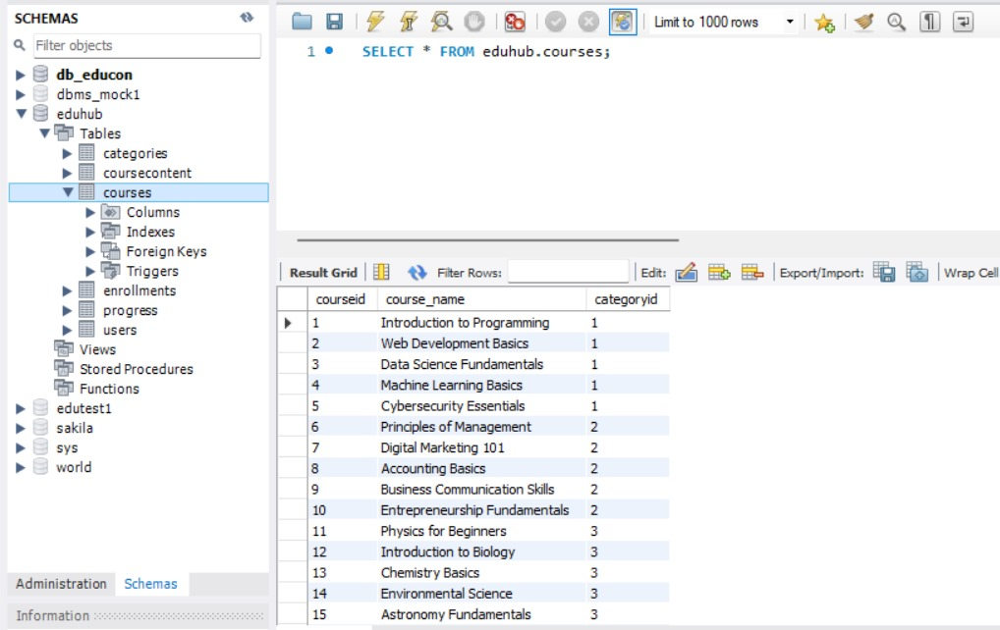 SCHEMAS
Filter objects
db_educon
dbms_mock1
eduhub
Tables
categories
coursecontent
courses
Columns
Indexes
Foreign Keys
Triggers
enrollments
progress
users
Views
Stored Procedures
Functions
edutest1
sakila
sys
world
Administration Schemas
Information
Limit to 1000 rows
1 SELECT * FROM eduhub.courses;
Result Grid Filter Rows: Edit: Export/Import: Wrap Cell
courseid course_name categoryid
1 Introduction to Programming 1
2 Web Development Basics 1
3 Data Science Fundamentals 1
4 Machine Learning Basics 1
5 Cybersecurity Essentials 1
6 Principles of Management 2
7 Digital Marketing 101 2
8 Accounting Basics 2
9 Business Communication Skills 2
10 Entrepreneurship Fundamentals 2
11 Physics for Beginners 3
12 Introduction to Biology 3
13 Chemistry Basics 3
14 Environmental Science 3
15 Astronomy Fundamentals 3